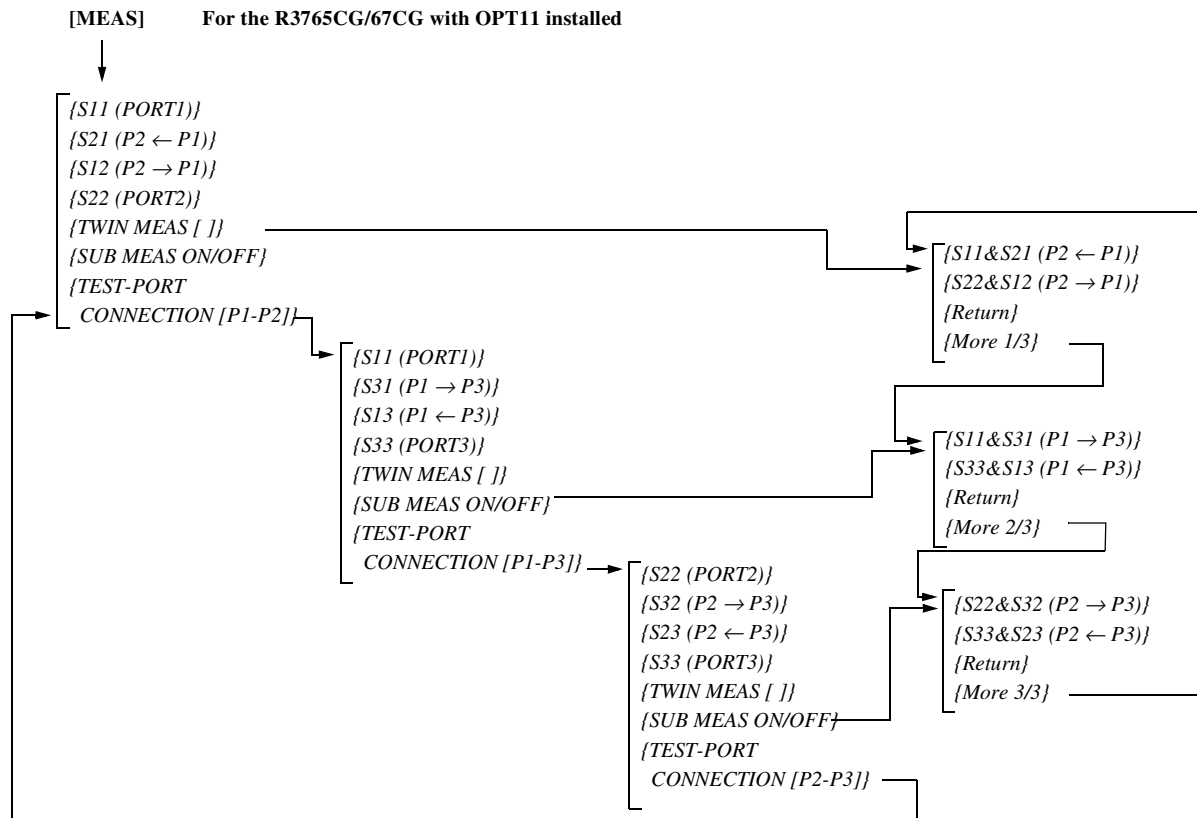 [MEAS] For the R3765CG/67CG with OPT11 installed
{S11 (PORT1)}
{S21 (P2 ← P1)}
{S12 (P2 → P1)}
{S22 (PORT2)}
{TWIN MEAS [ ]}
{SUB MEAS ON/OFF}
{TEST-PORT
CONNECTION [P1-P2]}
{S11 (PORT1)}
{S31 (P1 → P3)}
{S13 (P1 ← P3)}
{S33 (PORT3)}
{TWIN MEAS [ ]}
{SUB MEAS ON/OFF}
{TEST-PORT
CONNECTION [P1-P3]}
{S22 (PORT2)}
{S32 (P2 → P3)}
{S23 (P2 ← P3)}
{S33 (PORT3)}
{TWIN MEAS [ ]}
{SUB MEAS ON/OFF}
{TEST-PORT
CONNECTION [P2-P3]}
{S11&S21 (P2 ← P1)}
{S22&S12 (P2 → P1)}
{Return}
{More 1/3}
{S11&S31 (P1 → P3)}
{S33&S13 (P1 ← P3)}
{Return}
{More 2/3}
{S22&S32 (P2 → P3)}
{S33&S23 (P2 ← P3)}
{Return}
{More 3/3}